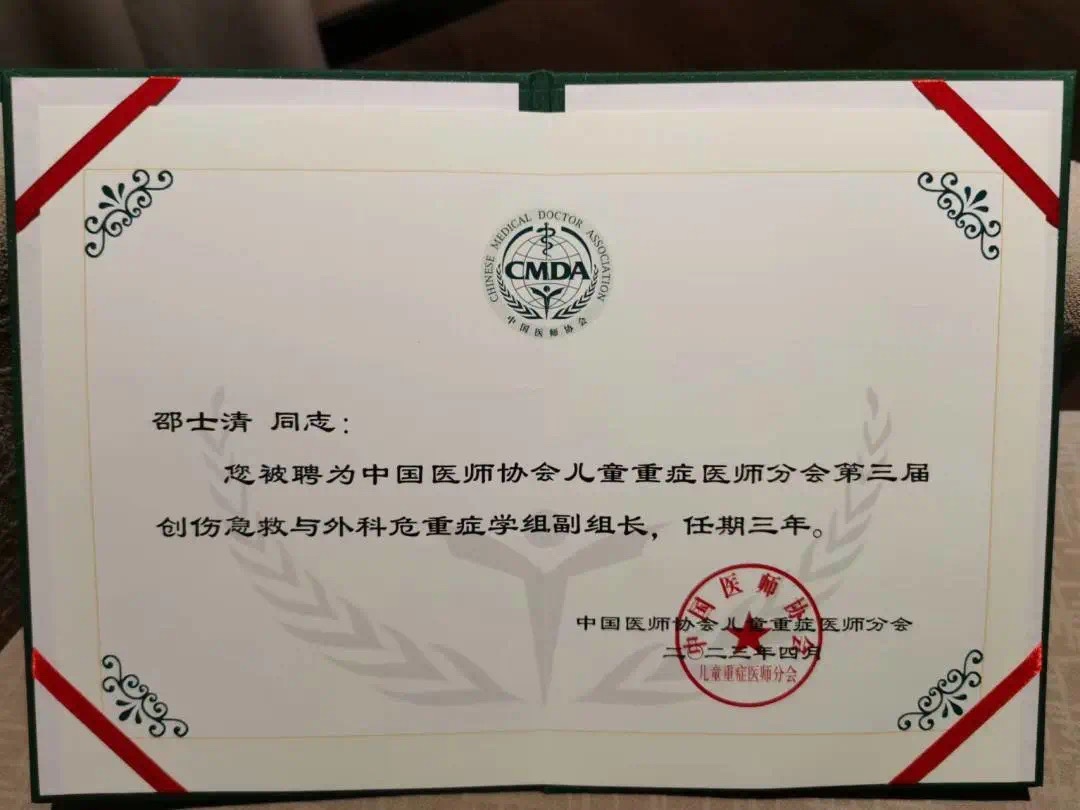 CHINESE MEDICAL DOCTOR ASSOCIATION
CMDA
中国医师协会
邵士清 同志：
您被聘为中国医师协会儿童重症医师分会第三届
创伤急救与外科危重症学组副组长，任期三年。
中国医师协会儿童重症医师分会
二〇二三年四月
中国医师协会
儿童重症医师分会